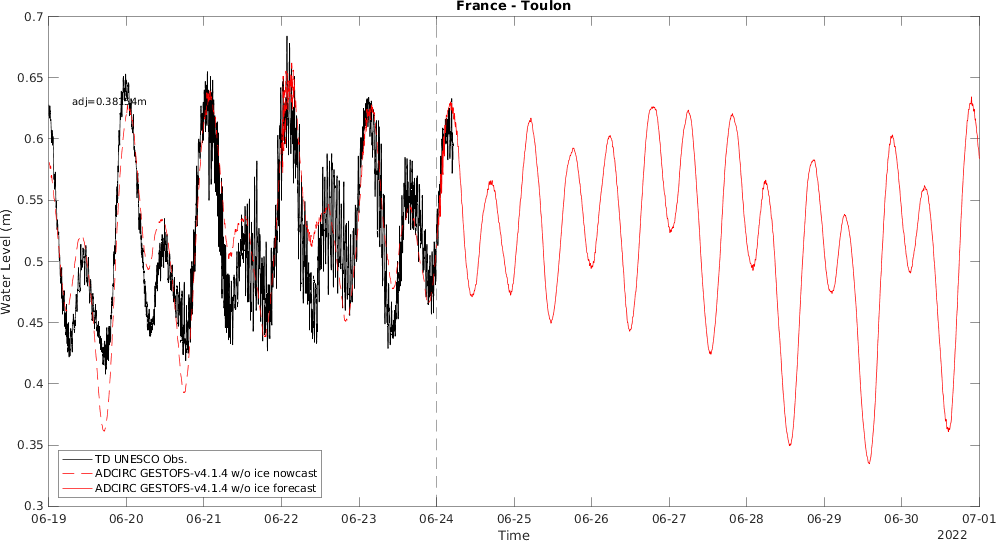 France - Toulon
0.7
0.65
0.6
0.55
0.5
0.45
0.4
0.35
0.3
Water Level (m)
TD UNESCO Obs.
ADCIRC GESTOFS-v4.1.4 w/o ice nowcast
ADCIRC GESTOFS-v4.1.4 w/o ice forecast
06-19 06-20 06-21 06-22 06-23 06-24 06-25 06-26 06-27 06-28 06-29 06-30 07-01
Time
2022